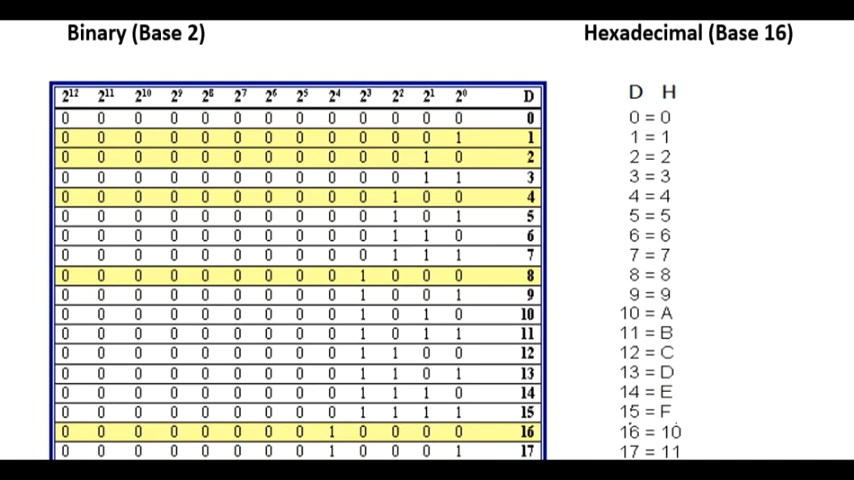 Binary (Base 2) Hexadecimal (Base 16)
2¹² 2¹¹ 2¹⁰ 2⁹ 2⁸ 2⁷ 2⁶ 2⁵ 2⁴ 2³ 2² 2¹ 2⁰ D D H
0 0 0 0 0 0 0 0 0 0 0 0 0 0 0 = 0
0 0 0 0 0 0 0 0 0 0 0 0 1 1 1 = 1
0 0 0 0 0 0 0 0 0 0 0 1 0 2 2 = 2
0 0 0 0 0 0 0 0 0 0 0 1 1 3 3 = 3
0 0 0 0 0 0 0 0 0 0 1 0 0 4 4 = 4
0 0 0 0 0 0 0 0 0 0 1 0 1 5 5 = 5
0 0 0 0 0 0 0 0 0 0 1 1 0 6 6 = 6
0 0 0 0 0 0 0 0 0 0 1 1 1 7 7 = 7
0 0 0 0 0 0 0 0 0 1 0 0 0 8 8 = 8
0 0 0 0 0 0 0 0 0 1 0 0 1 9 9 = 9
0 0 0 0 0 0 0 0 0 1 0 1 0 10 10 = A
0 0 0 0 0 0 0 0 0 1 0 1 1 11 11 = B
0 0 0 0 0 0 0 0 0 1 1 0 0 12 12 = C
0 0 0 0 0 0 0 0 0 1 1 0 1 13 13 = D
0 0 0 0 0 0 0 0 0 1 1 1 0 14 14 = E
0 0 0 0 0 0 0 0 0 1 1 1 1 15 15 = F
0 0 0 0 0 0 0 0 1 0 0 0 0 16 16 = 10
0 0 0 0 0 0 0 0 1 0 0 0 1 17 17 = 11